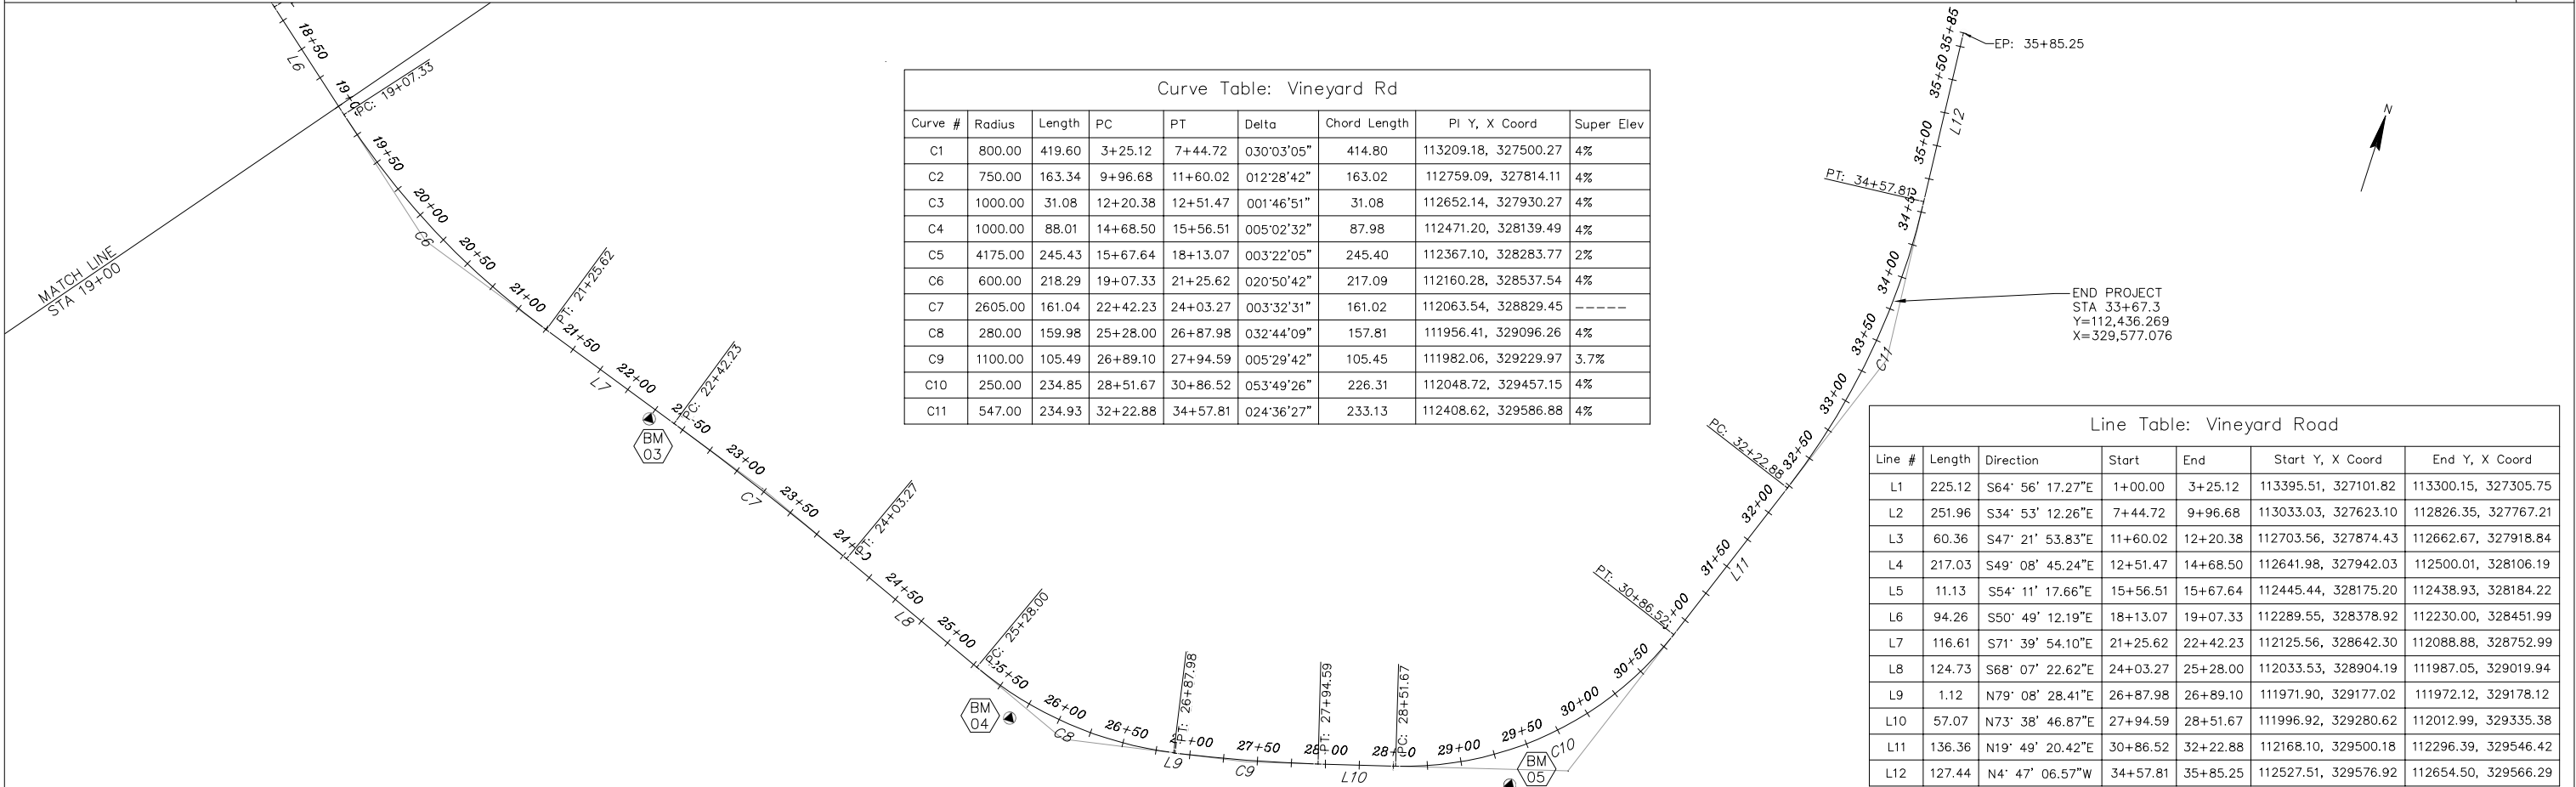 18+50
L6
19+00
PC: 19+07.33
19+50
MATCH LINE
STA 19+00
20+00
C6
20+50
21+00
PT: 21+25.62
21+50
L7
22+00
PC: 22+42.23
BM
03
23+00
C7
23+50
24+00
PT: 24+03.27
24+50
L8
25+00
PC: 25+28.00
25+50
BM
04
26+00
C8
26+50
PT: 26+87.98
L9
27+50
C9
PT: 27+94.59
28+00
L10
PC: 28+51.67
29+00
29+50
C10
BM
05
30+00
30+50
PT: 30+86.52
31+50
L11
32+00
PC: 32+22.88
32+50
33+00
C11
33+50
34+00
34+50
PT: 34+57.81
35+00
L12
35+50
35+85
EP: 35+85.25
N
END PROJECT
STA 33+67.3
Y=112,436.269
X=329,577.076
Curve Table: Vineyard Rd
Curve # Radius Length PC PT Delta Chord Length PI Y, X Coord Super Elev
C1 800.00 419.60 3+25.12 7+44.72 030°03'05" 414.80 113209.18, 327500.27 4%
C2 750.00 163.34 9+96.68 11+60.02 012°28'42" 163.02 112759.09, 327814.11 4%
C3 1000.00 31.08 12+20.38 12+51.47 001°46'51" 31.08 112652.14, 327930.27 4%
C4 1000.00 88.01 14+68.50 15+56.51 005°02'32" 87.98 112471.20, 328139.49 4%
C5 4175.00 245.43 15+67.64 18+13.07 003°22'05" 245.40 112367.10, 328283.77 2%
C6 600.00 218.29 19+07.33 21+25.62 020°50'42" 217.09 112160.28, 328537.54 4%
C7 2605.00 161.04 22+42.23 24+03.27 003°32'31" 161.02 112063.54, 328829.45 -----
C8 280.00 159.98 25+28.00 26+87.98 032°44'09" 157.81 111956.41, 329096.26 4%
C9 1100.00 105.49 26+89.10 27+94.59 005°29'42" 105.45 111982.06, 329229.97 3.7%
C10 250.00 234.85 28+51.67 30+86.52 053°49'26" 226.31 112048.72, 329457.15 4%
C11 547.00 234.93 32+22.88 34+57.81 024°36'27" 233.13 112408.62, 329586.88 4%
Line Table: Vineyard Road
Line # Length Direction Start End Start Y, X Coord End Y, X Coord
L1 225.12 S64° 56' 17.27"E 1+00.00 3+25.12 113395.51, 327101.82 113300.15, 327305.75
L2 251.96 S34° 53' 12.26"E 7+44.72 9+96.68 113033.03, 327623.10 112826.35, 327767.21
L3 60.36 S47° 21' 53.83"E 11+60.02 12+20.38 112703.56, 327874.43 112662.67, 327918.84
L4 217.03 S49° 08' 45.24"E 12+51.47 14+68.50 112641.98, 327942.03 112500.01, 328106.19
L5 11.13 S54° 11' 17.66"E 15+56.51 15+67.64 112445.44, 328175.20 112438.93, 328184.22
L6 94.26 S50° 49' 12.19"E 18+13.07 19+07.33 112289.55, 328378.92 112230.00, 328451.99
L7 116.61 S71° 39' 54.10"E 21+25.62 22+42.23 112125.56, 328642.30 112088.88, 328752.99
L8 124.73 S68° 07' 22.62"E 24+03.27 25+28.00 112033.53, 328904.19 111987.05, 329019.94
L9 1.12 N79° 08' 28.41"E 26+87.98 26+89.10 111971.90, 329177.02 111972.12, 329178.12
L10 57.07 N73° 38' 46.87"E 27+94.59 28+51.67 111996.92, 329280.62 112012.99, 329335.38
L11 136.36 N19° 49' 20.42"E 30+86.52 32+22.88 112168.10, 329500.18 112296.39, 329546.42
L12 127.44 N4° 47' 06.57"W 34+57.81 35+85.25 112527.51, 329576.92 112654.50, 329566.29